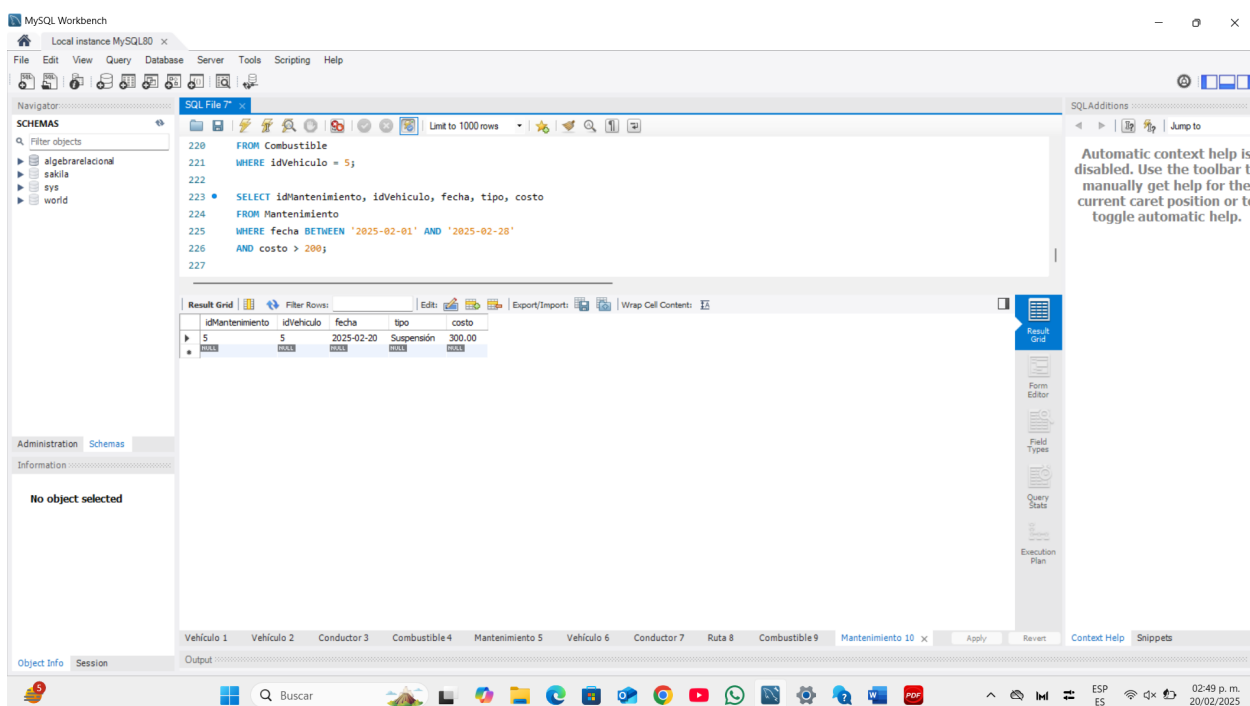 MySQL Workbench
Local instance MySQL80
File Edit View Query Database Server Tools Scripting Help
Navigator
SCHEMAS
Filter objects
algebrarelacional
sakila
sys
world
Administration Schemas
Information
No object selected
Object Info Session
SQL File 7*
Limit to 1000 rows
220 FROM Combustible
221 WHERE idVehiculo = 5;
222
223 SELECT idMantenimiento, idVehiculo, fecha, tipo, costo
224 FROM Mantenimiento
225 WHERE fecha BETWEEN '2025-02-01' AND '2025-02-28'
226 AND costo > 200;
227
Result Grid Filter Rows: Edit: Export/Import: Wrap Cell Content:
idMantenimiento idVehiculo fecha tipo costo
5 5 2025-02-20 Suspensión 300.00
NULL NULL NULL NULL NULL
Result
Grid
Form
Editor
Field
Types
Query
Stats
Execution
Plan
Vehículo 1 Vehículo 2 Conductor 3 Combustible 4 Mantenimiento 5 Vehículo 6 Conductor 7 Ruta 8 Combustible 9 Mantenimiento 10 Apply Revert
Output
SQLAdditions
Jump to
Automatic context help is
disabled. Use the toolbar t
manually get help for the
current caret position or to
toggle automatic help.
Context Help Snippets
5
Buscar
PDF
ESP
ES
02:49 p. m.
20/02/2025